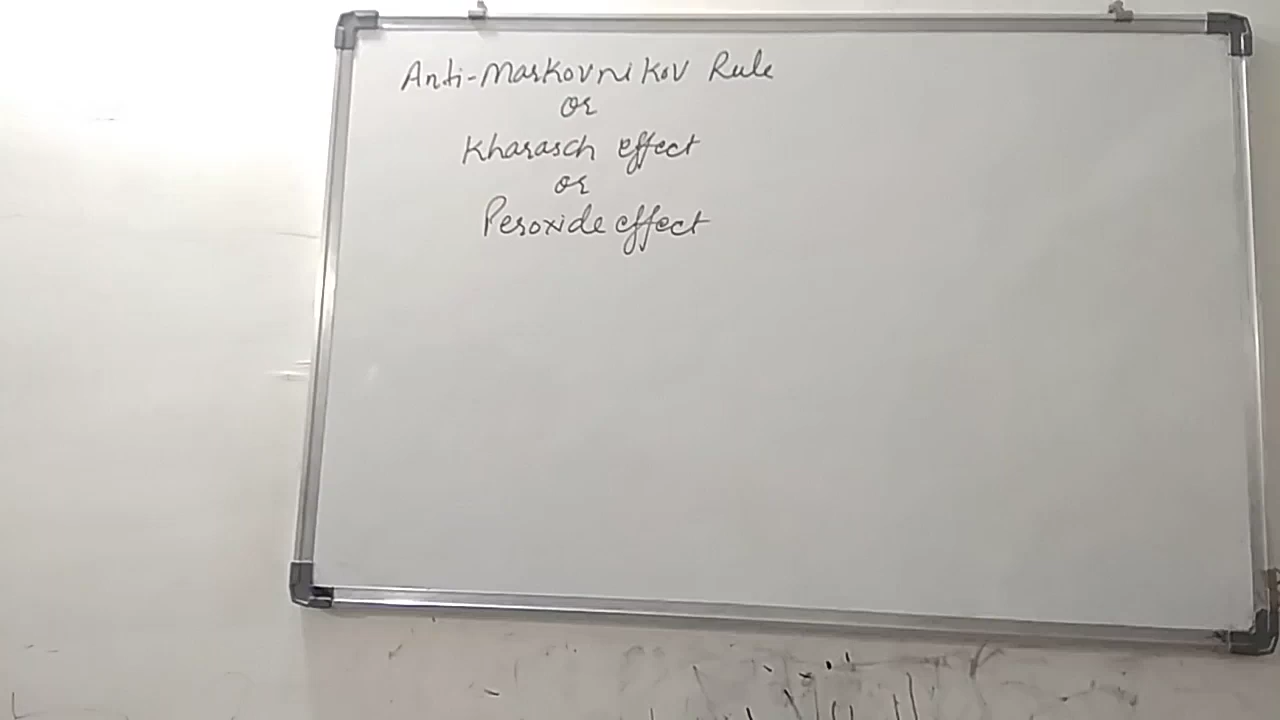 Anti-Markovnikov Rule
or
Kharasch effect
or
Peroxide effect